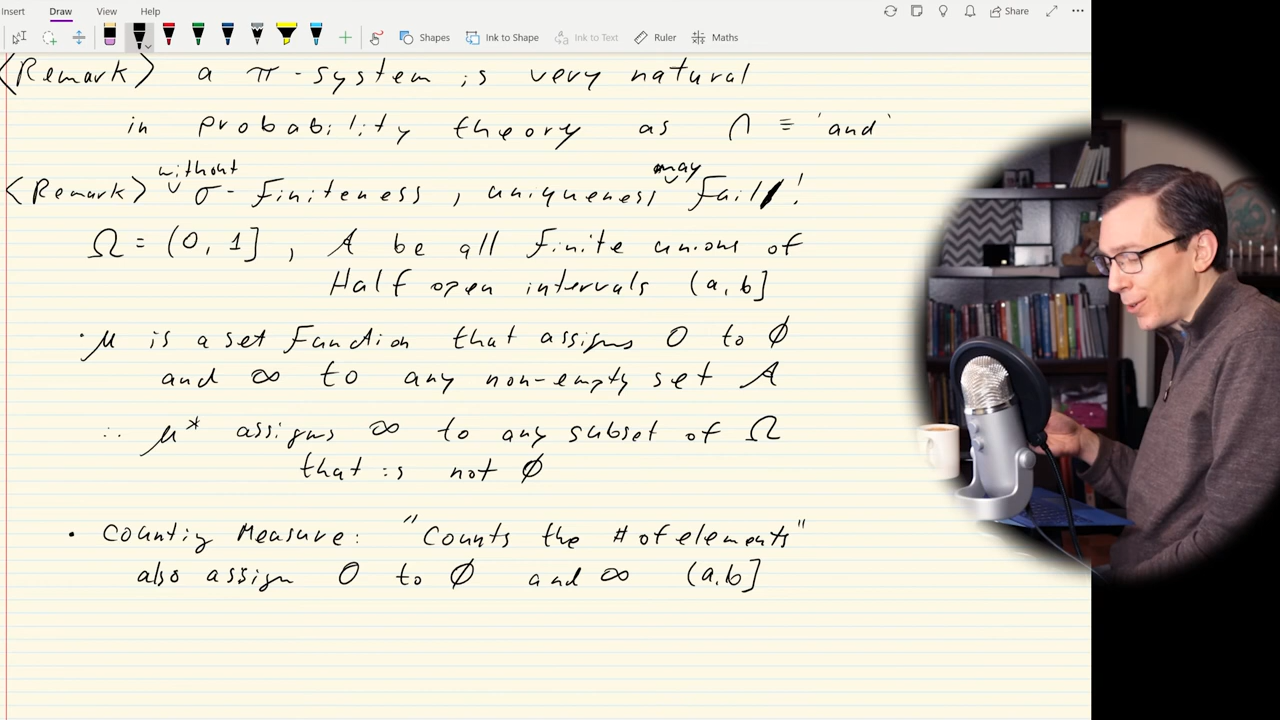 Insert Draw View Help Share
Shapes Ink to Shape Ink to Text Ruler Maths
<Remark> a π-system is very natural
in probability theory as ∩ ≡ 'and'
<Remark> without σ-finiteness, uniqueness may fail!
Ω = (0, 1], A be all finite unions of
Half open intervals (a, b]
· μ is a set function that assigns 0 to ∅
and ∞ to any non-empty set A
∴ μ* assigns ∞ to any subset of Ω
that is not ∅
• Counting Measure: "Counts the # of elements"
also assign 0 to ∅ and ∞ (a,b]